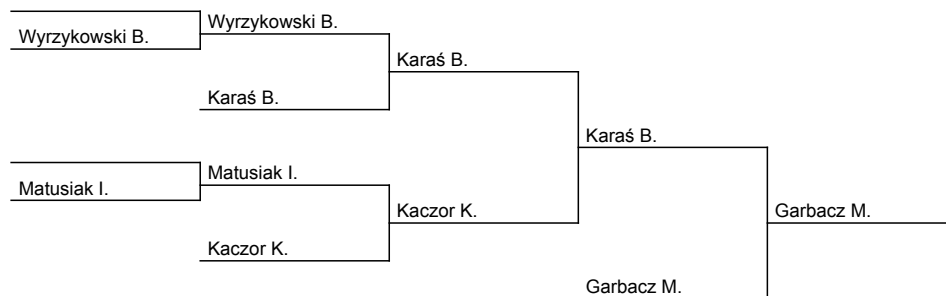 Wyrzykowski B.
Wyrzykowski B.
Karaś B.
Karaś B.
Karaś B.
Matusiak I.
Matusiak I.
Kaczor K.
Garbacz M.
Kaczor K.
Garbacz M.